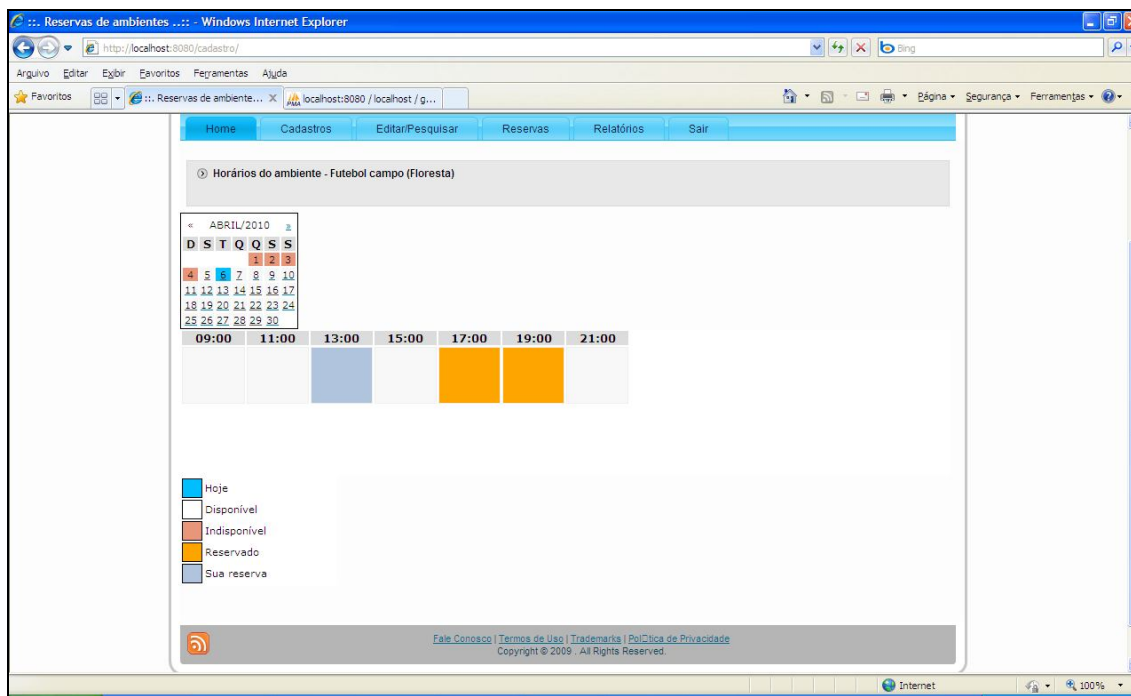 ::. Reservas de ambientes ..:: - Windows Internet Explorer
http://localhost:8080/cadastro/
Bing
Arquivo Editar Exibir Favoritos Ferramentas Ajuda
Favoritos ::. Reservas de ambiente... X localhost:8080 / localhost / g... Página Segurança Ferramentas
Home Cadastros Editar/Pesquisar Reservas Relatórios Sair
Horários do ambiente - Futebol campo (Floresta)
« ABRIL/2010 »
D S T Q Q S S
1 2 3
4 5 6 7 8 9 10
11 12 13 14 15 16 17
18 19 20 21 22 23 24
25 26 27 28 29 30
09:00 11:00 13:00 15:00 17:00 19:00 21:00
Hoje
Disponível
Indisponível
Reservado
Sua reserva
Fale Conosco | Termos de Uso | Trademarks | Pol□tica de Privacidade
Copyright © 2009 . All Rights Reserved.
Internet 100%